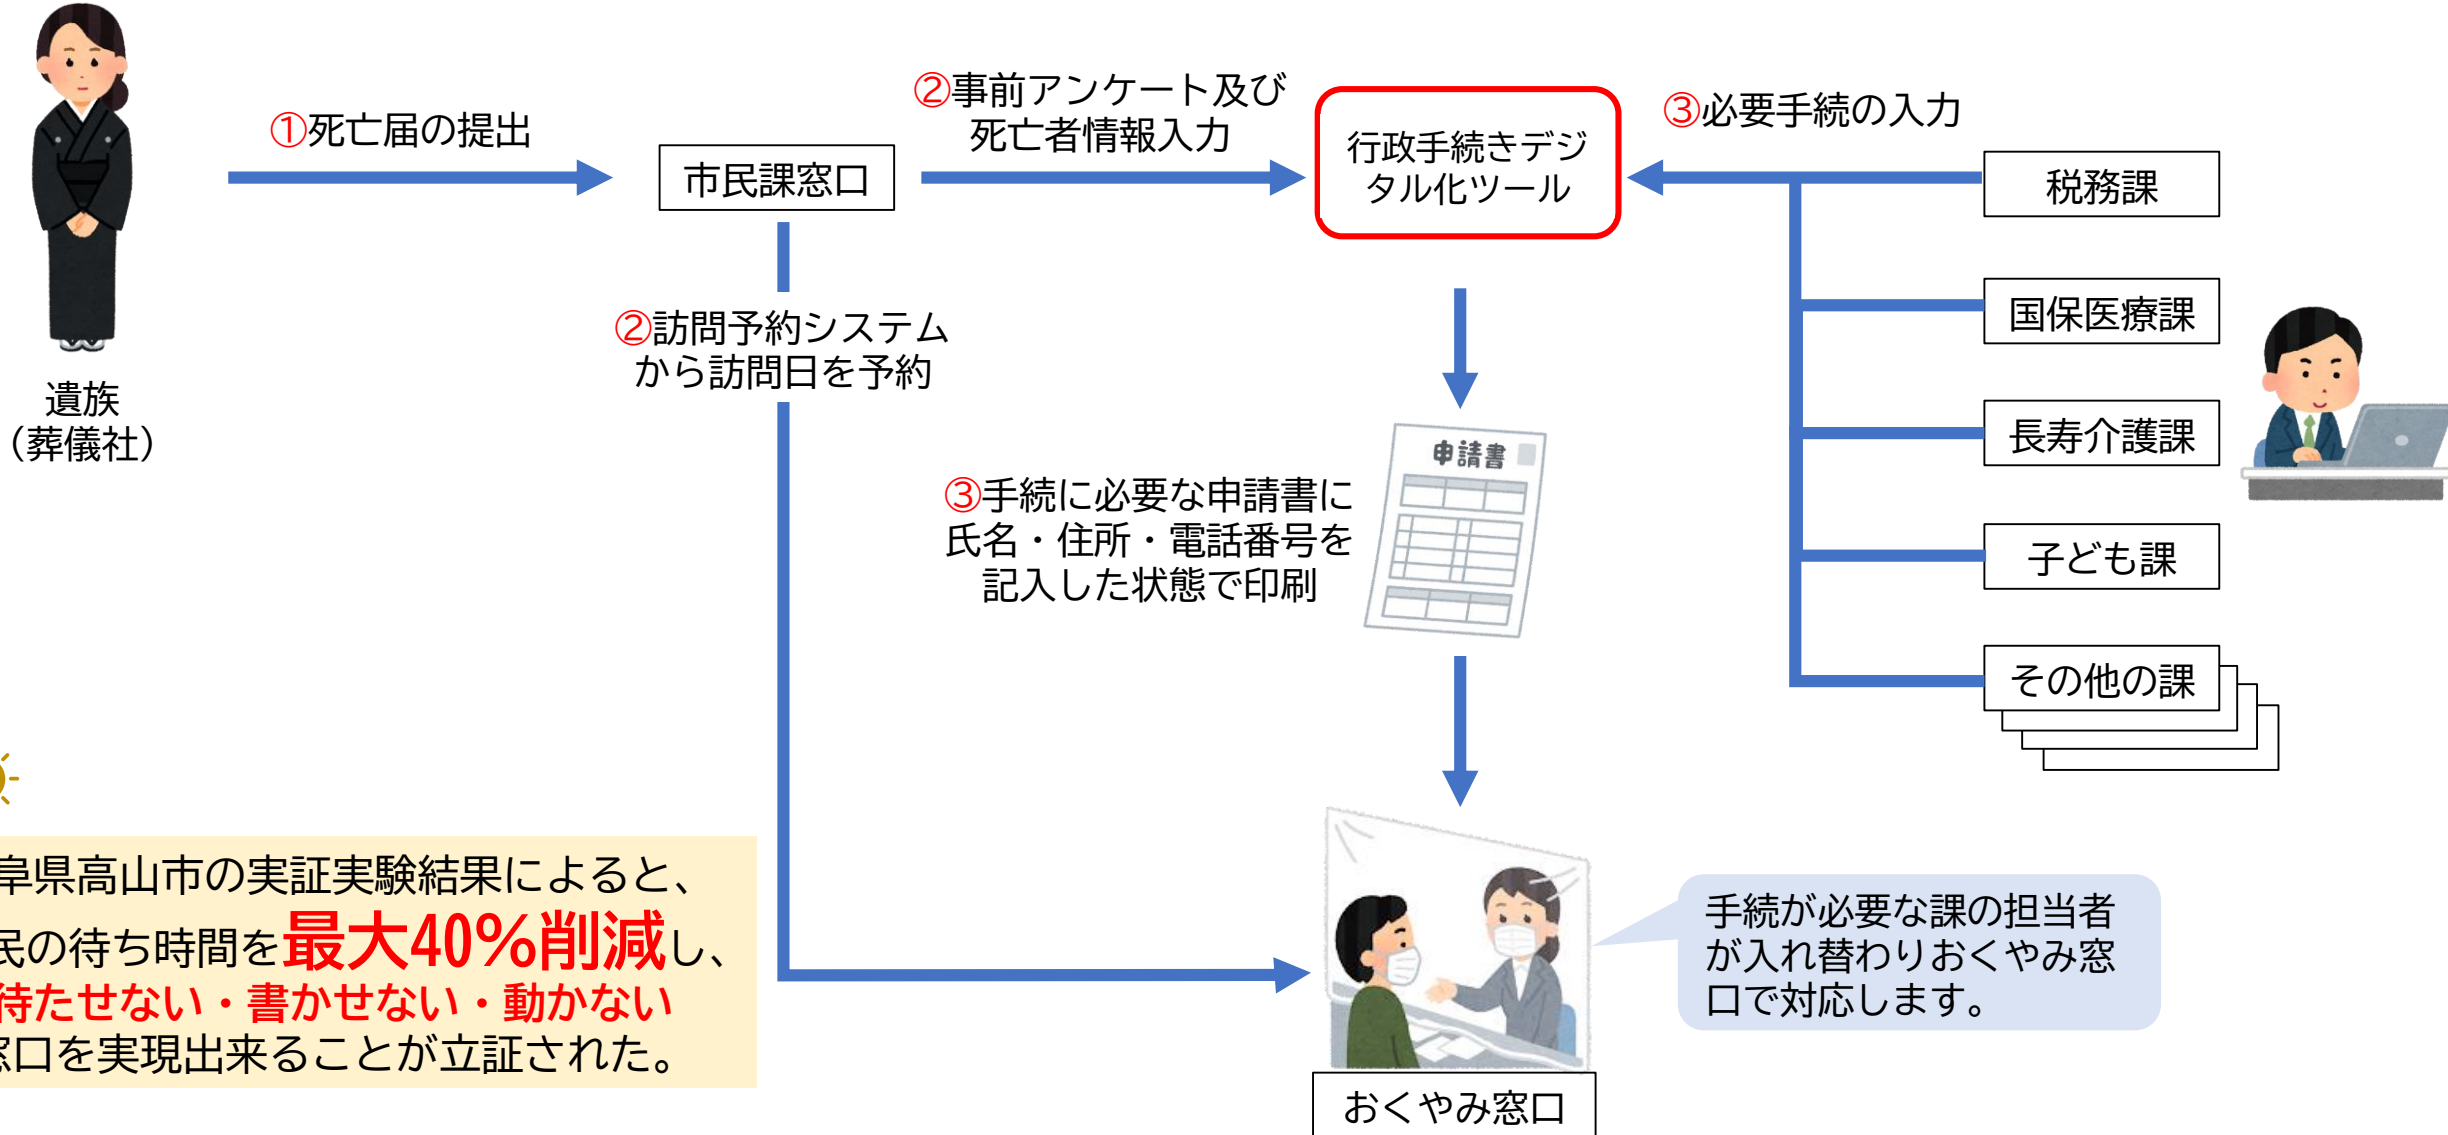 ①死亡届の提出
遺族
（葬儀社）
市民課窓口
②事前アンケート及び
死亡者情報入力
②訪問予約システム
から訪問日を予約
行政手続きデジ
タル化ツール
③必要手続の入力
税務課
国保医療課
長寿介護課
子ども課
その他の課
申請書
③手続に必要な申請書に
氏名・住所・電話番号を
記入した状態で印刷
阜県高山市の実証実験結果によると、
民の待ち時間を最大40％削減し、
待たせない・書かせない・動かない
窓口を実現出来ることが立証された。
手続が必要な課の担当者
が入れ替わりおくやみ窓
口で対応します。
おくやみ窓口